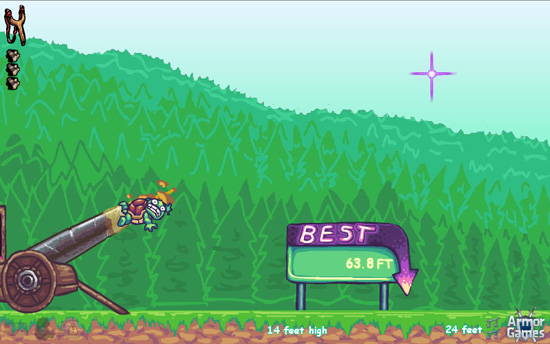 BEST
63.8 FT
14 feet high
24 feet
Armor
Games